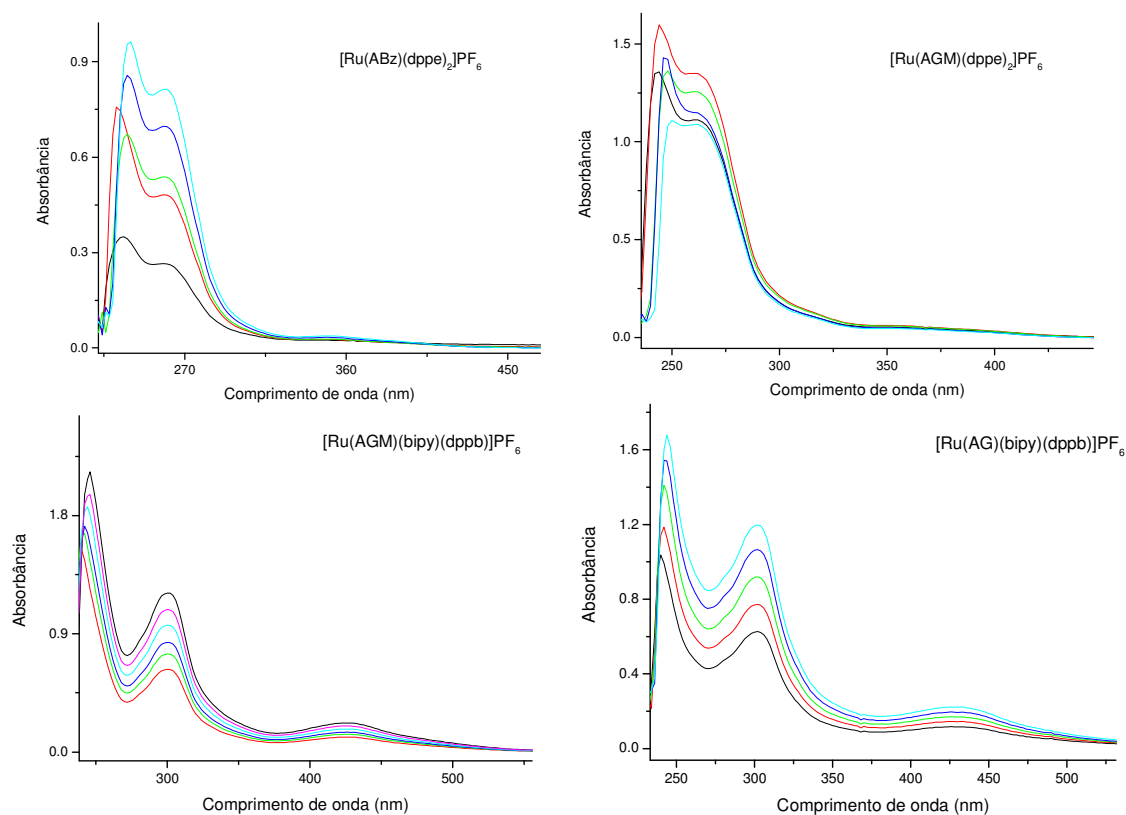 [Ru(ABz)(dppe)₂]PF₆
Absorbância
0.9
0.6
0.3
0.0
270
360
450
Comprimento de onda (nm)
[Ru(AGM)(dppe)₂]PF₆
Absorbância
1.5
1.0
0.5
0.0
250
300
350
400
Comprimento de onda (nm)
[Ru(AGM)(bipy)(dppb)]PF₆
Absorbância
1.8
0.9
0.0
300
400
500
Comprimento de onda (nm)
[Ru(AG)(bipy)(dppb)]PF₆
Absorbância
1.6
1.2
0.8
0.4
0.0
250
300
350
400
450
500
Comprimento de onda (nm)